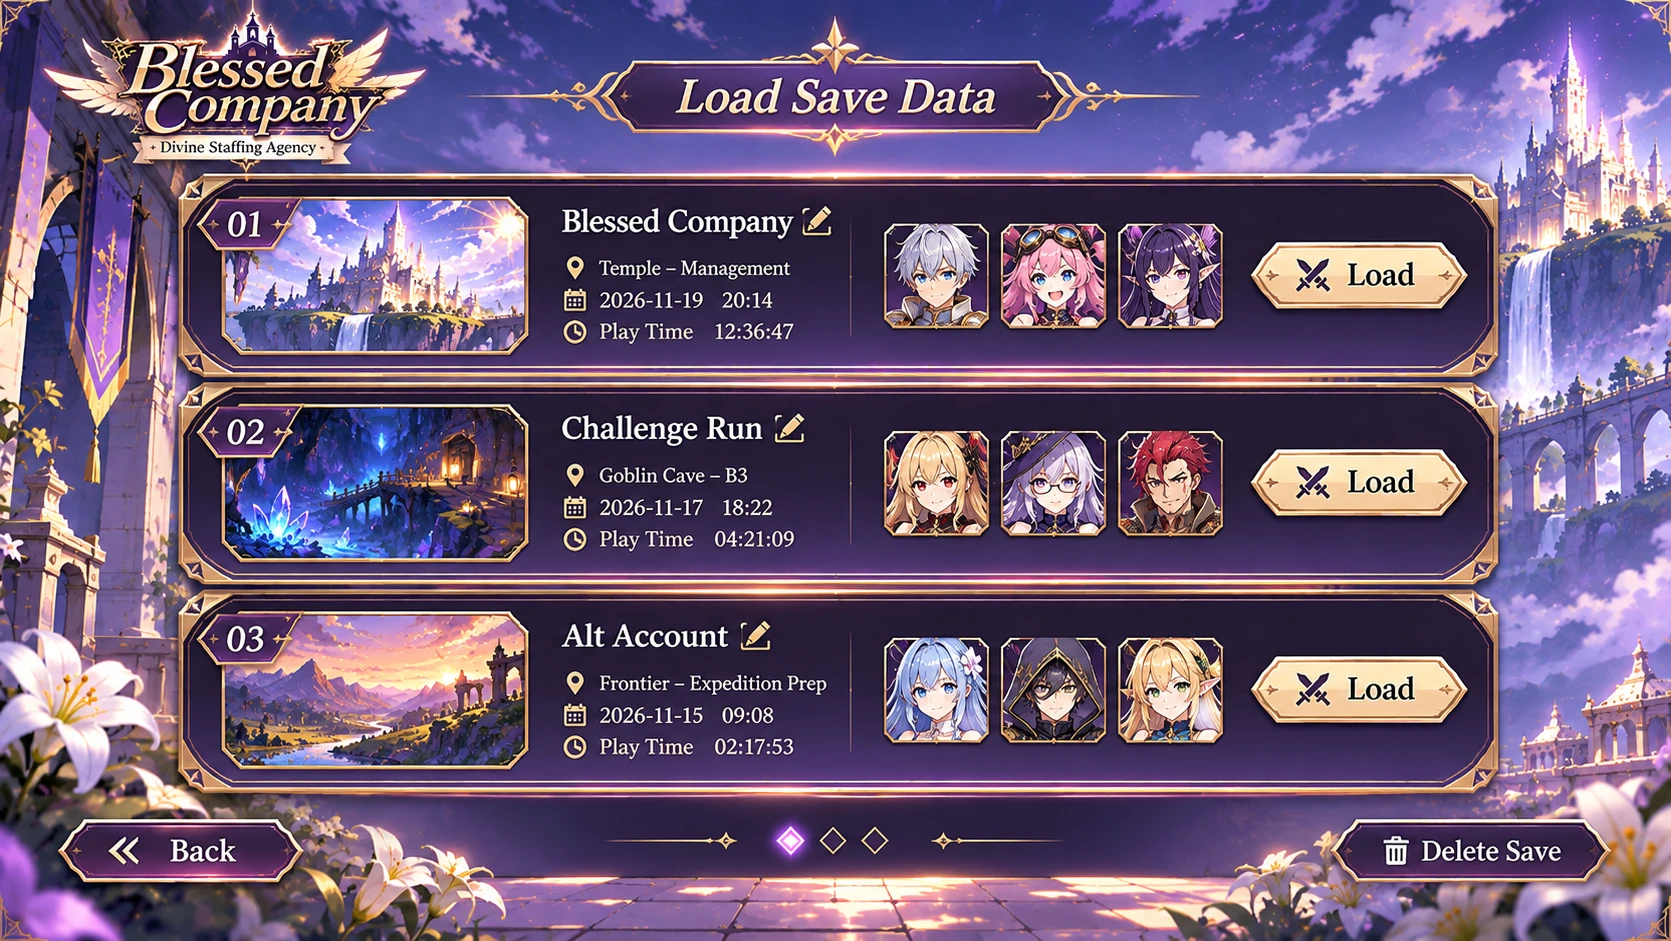 Blessed
Company
Divine Staffing Agency
Load Save Data
01
Blessed Company
Temple – Management
2026-11-19 20:14
Play Time 12:36:47
Load
02
Challenge Run
Goblin Cave – B3
2026-11-17 18:22
Play Time 04:21:09
Load
03
Alt Account
Frontier – Expedition Prep
2026-11-15 09:08
Play Time 02:17:53
Load
Back
Delete Save